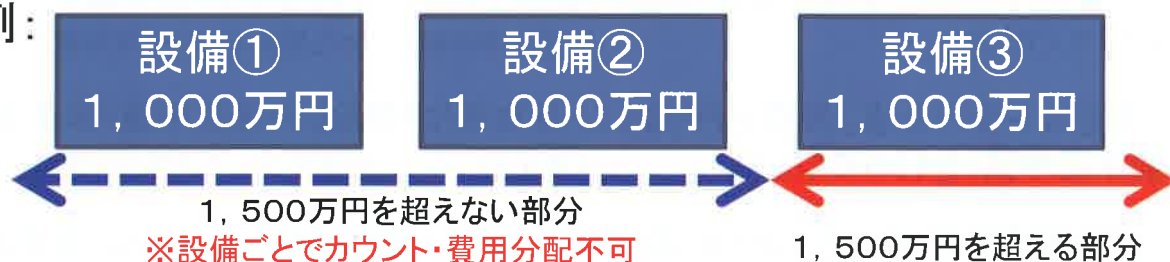 例:
設備①
1,000万円
設備②
1,000万円
設備③
1,000万円
1,500万円を超えない部分
※設備ごとでカウント・費用分配不可
1,500万円を超える部分